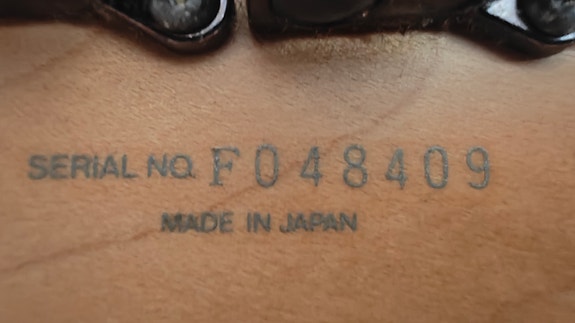 SERIAL NO. F048409
MADE IN JAPAN